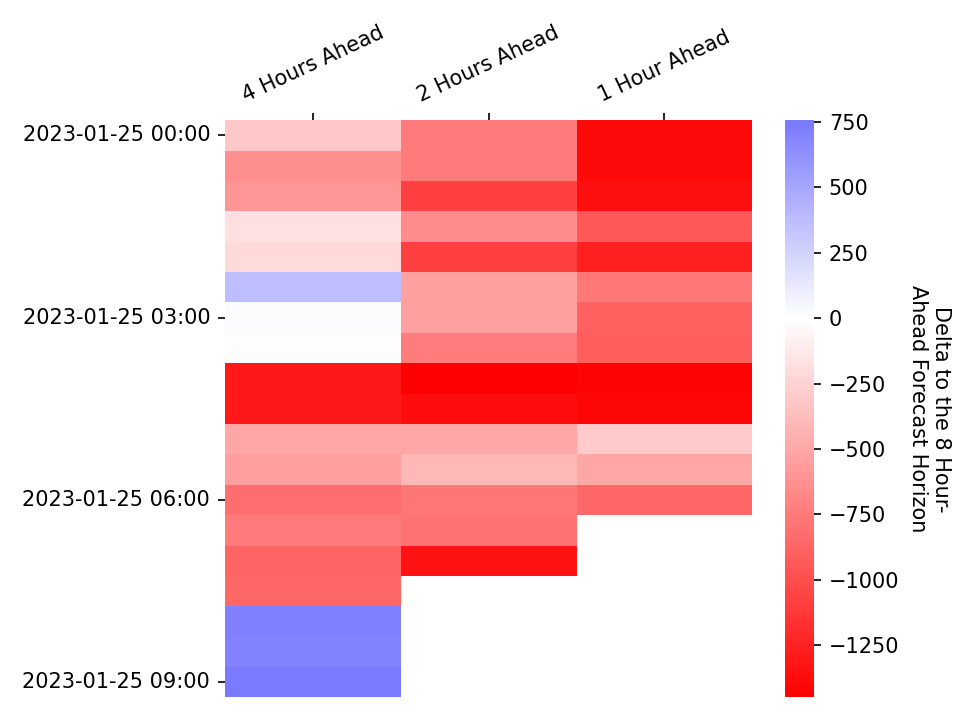 4 Hours Ahead
2 Hours Ahead
1 Hour Ahead
2023-01-25 00:00
2023-01-25 03:00
2023-01-25 06:00
2023-01-25 09:00
750
500
250
0
−250
−500
−750
−1000
−1250
Delta to the 8 Hour-
Ahead Forecast Horizon